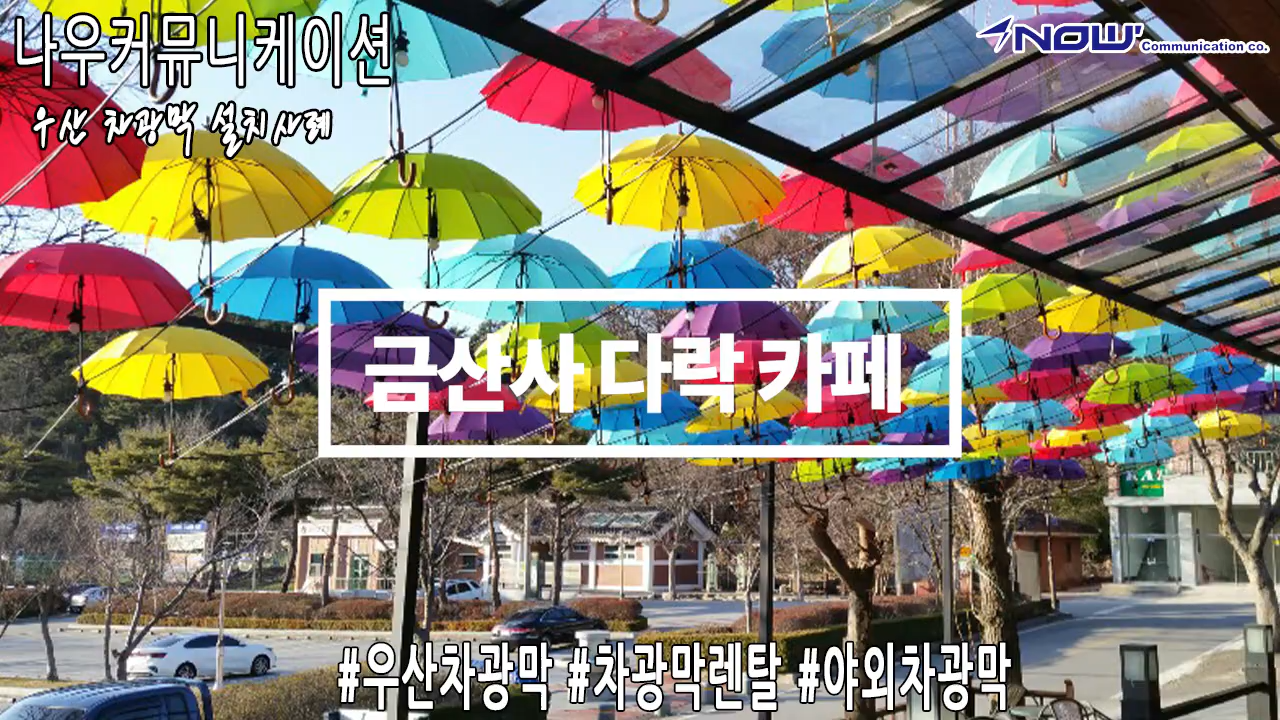 나우커뮤니케이션
우산 차광막 설치사례
NOW
Communication co.
금산사 다락 카페
#우산차광막 #차광막렌탈 #야외차광막